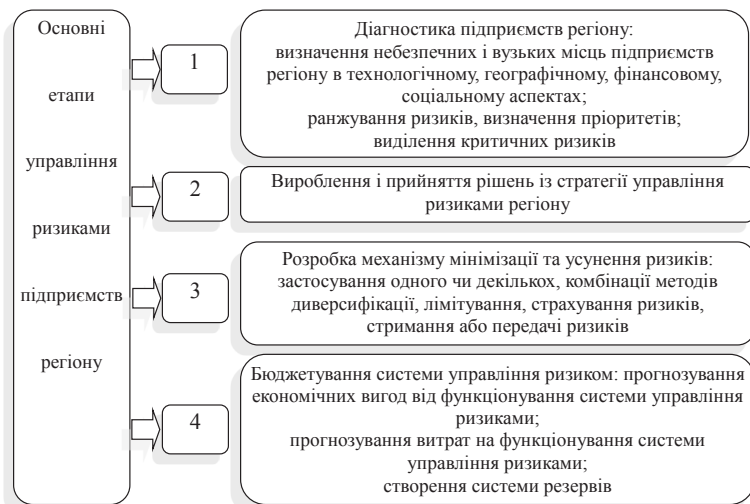 Основні
етапи
управління
ризиками
підприємств
регіону
1
Діагностика підприємств регіону:
визначення небезпечних і вузьких місць підприємств
регіону в технологічному, географічному, фінансовому,
соціальному аспектах;
ранжування ризиків, визначення пріоритетів;
виділення критичних ризиків
2
Вироблення і прийняття рішень із стратегії управління
ризиками регіону
3
Розробка механізму мінімізації та усунення ризиків:
застосування одного чи декількох, комбінації методів
диверсифікації, лімітування, страхування ризиків,
стримання або передачі ризиків
4
Бюджетування системи управління ризиком: прогнозування
економічних вигод від функціонування системи управління
ризиками;
прогнозування витрат на функціонування системи
управління ризиками;
створення системи резервів